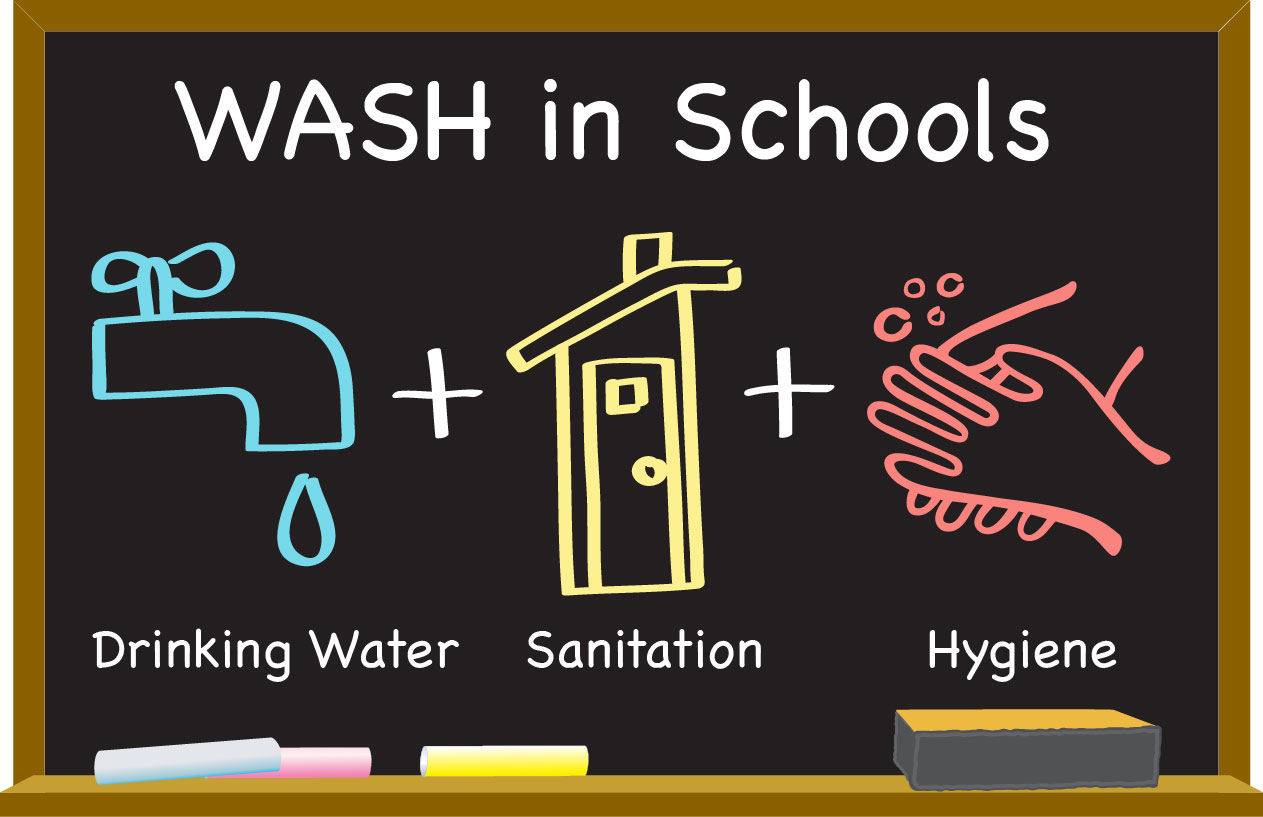 WASH in Schools
+ +
Drinking Water Sanitation Hygiene